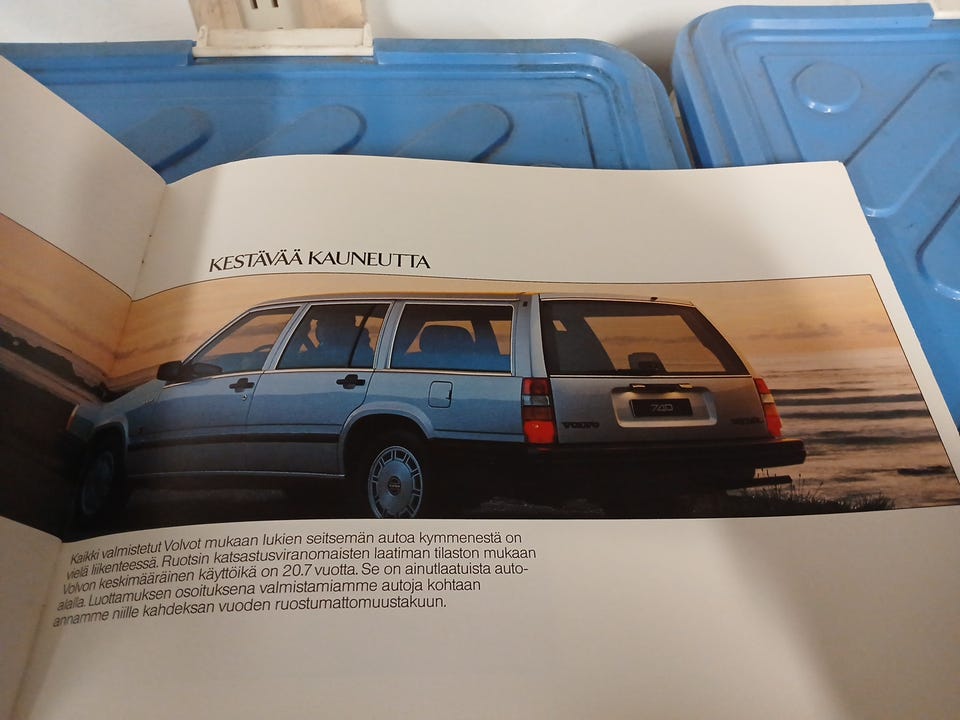 KESTÄVÄÄ KAUNEUTTA
740
VOLVO
Kaikki valmistetut Volvot mukaan lukien seitsemän autoa kymmenestä on
vielä liikenteessä. Ruotsin katsastusviranomaisten laatiman tilaston mukaan
Volvon keskimääräinen käyttöikä on 20.7 vuotta. Se on ainutlaatuista auto-
alalla. Luottamuksen osoituksena valmistamiamme autoja kohtaan
annamme niille kahdeksan vuoden ruostumattomuustakuun.